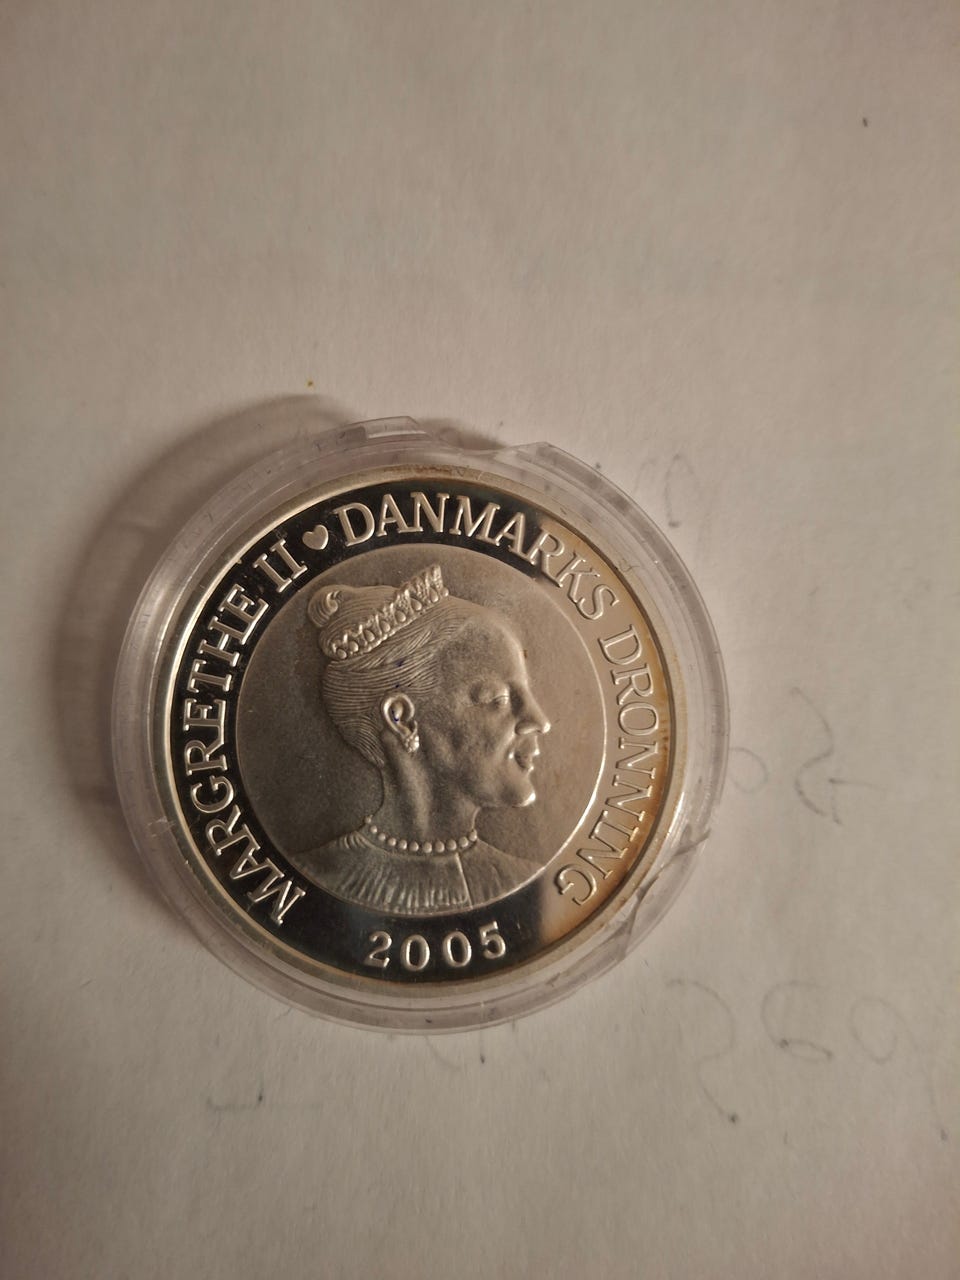 MARGRETHE II ♥ DANMARKS DRONNING
2005